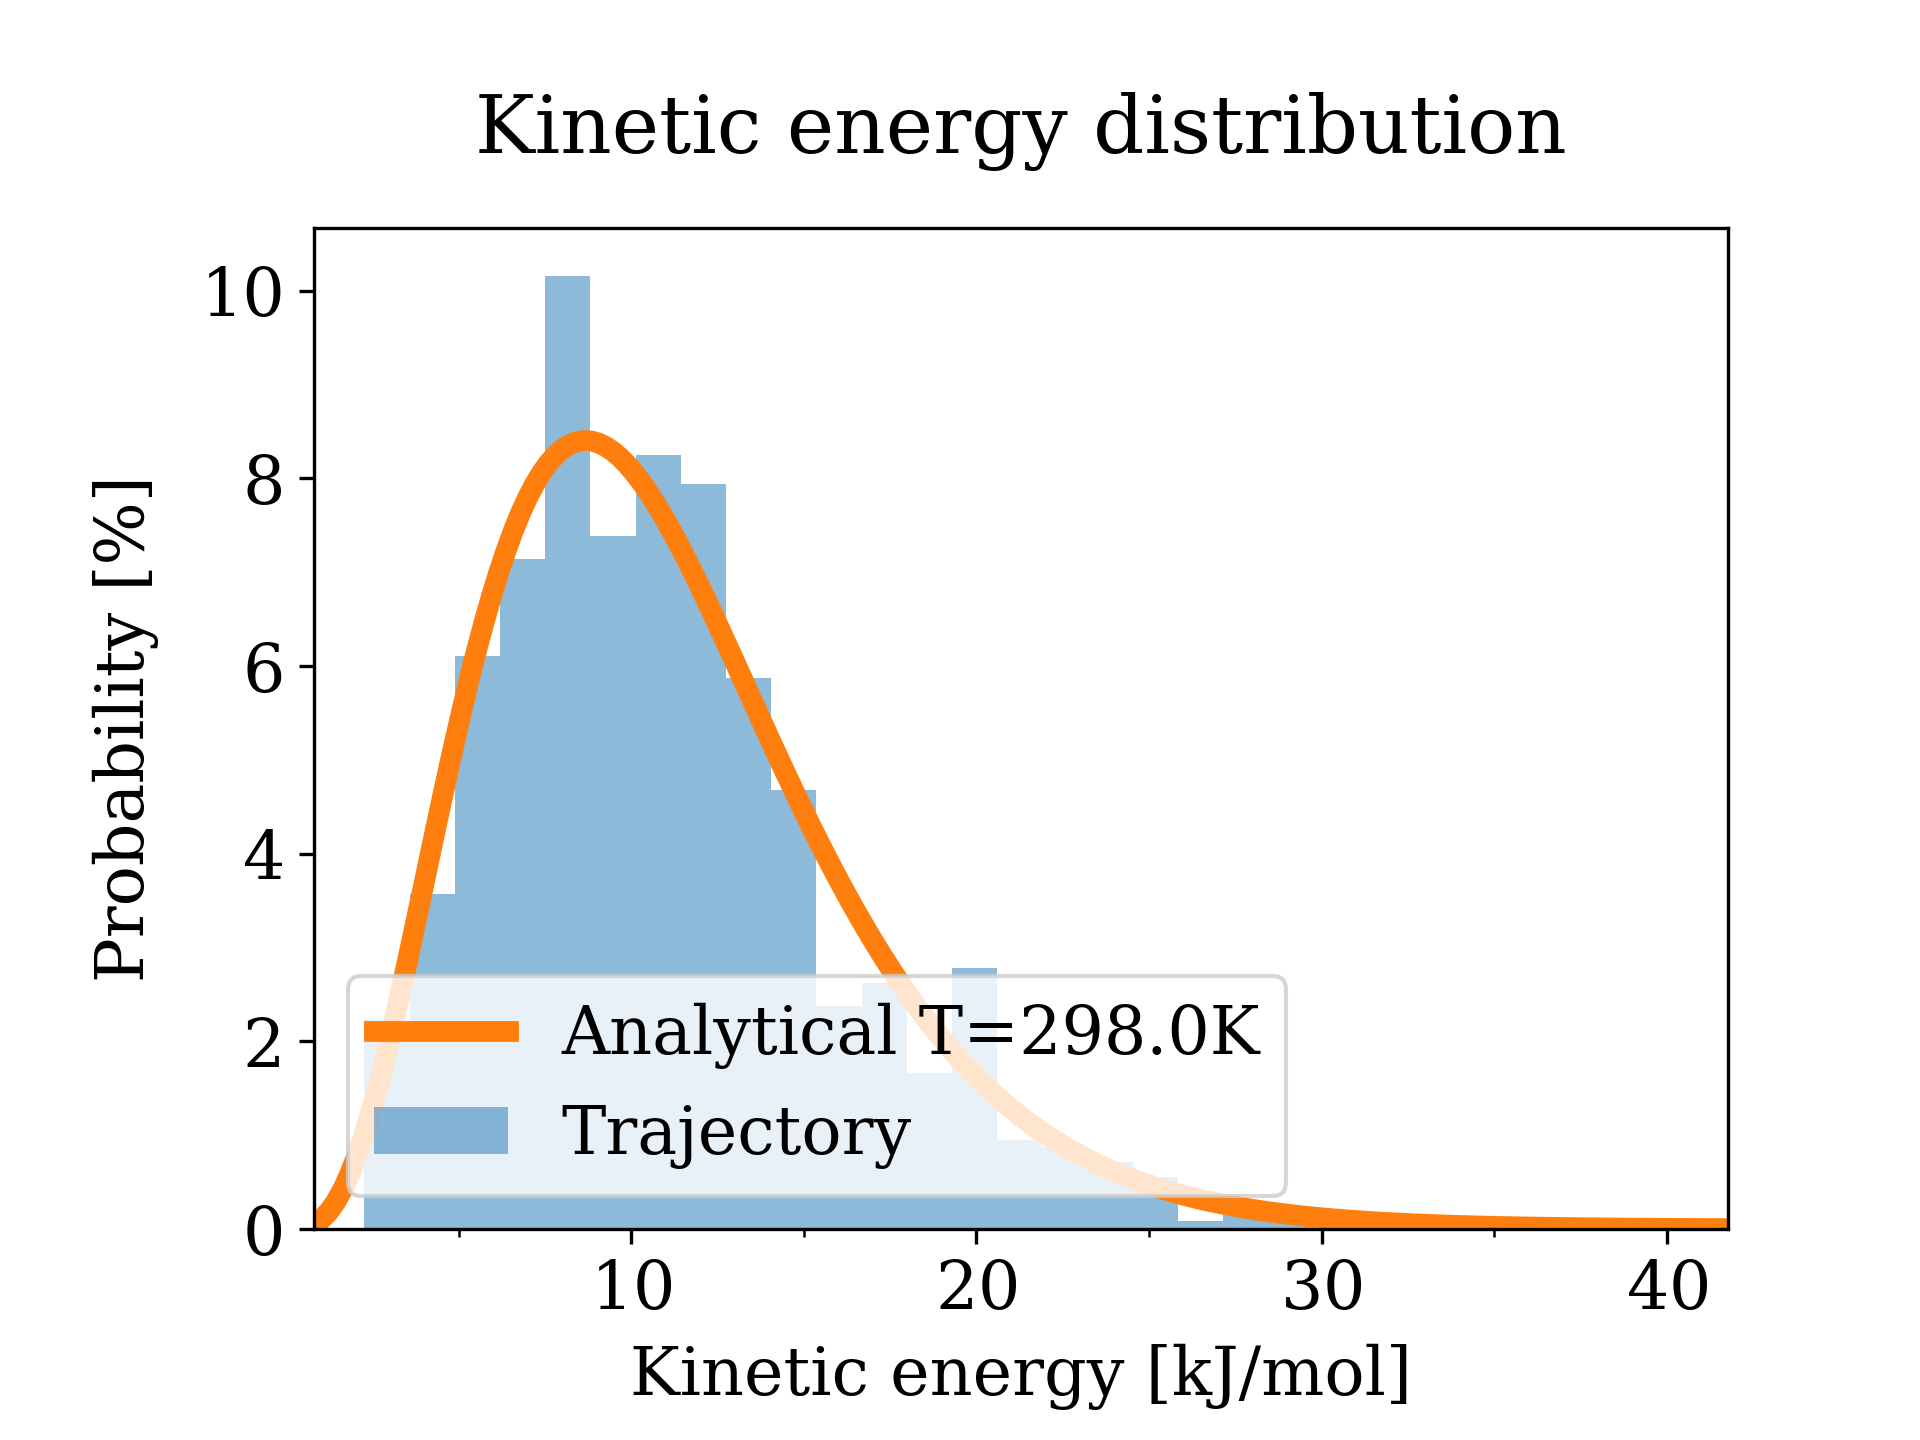 Kinetic energy distribution
Probability [%]
10
8
6
4
2
0
Analytical T=298.0K
Trajectory
10 20 30 40
Kinetic energy [kJ/mol]